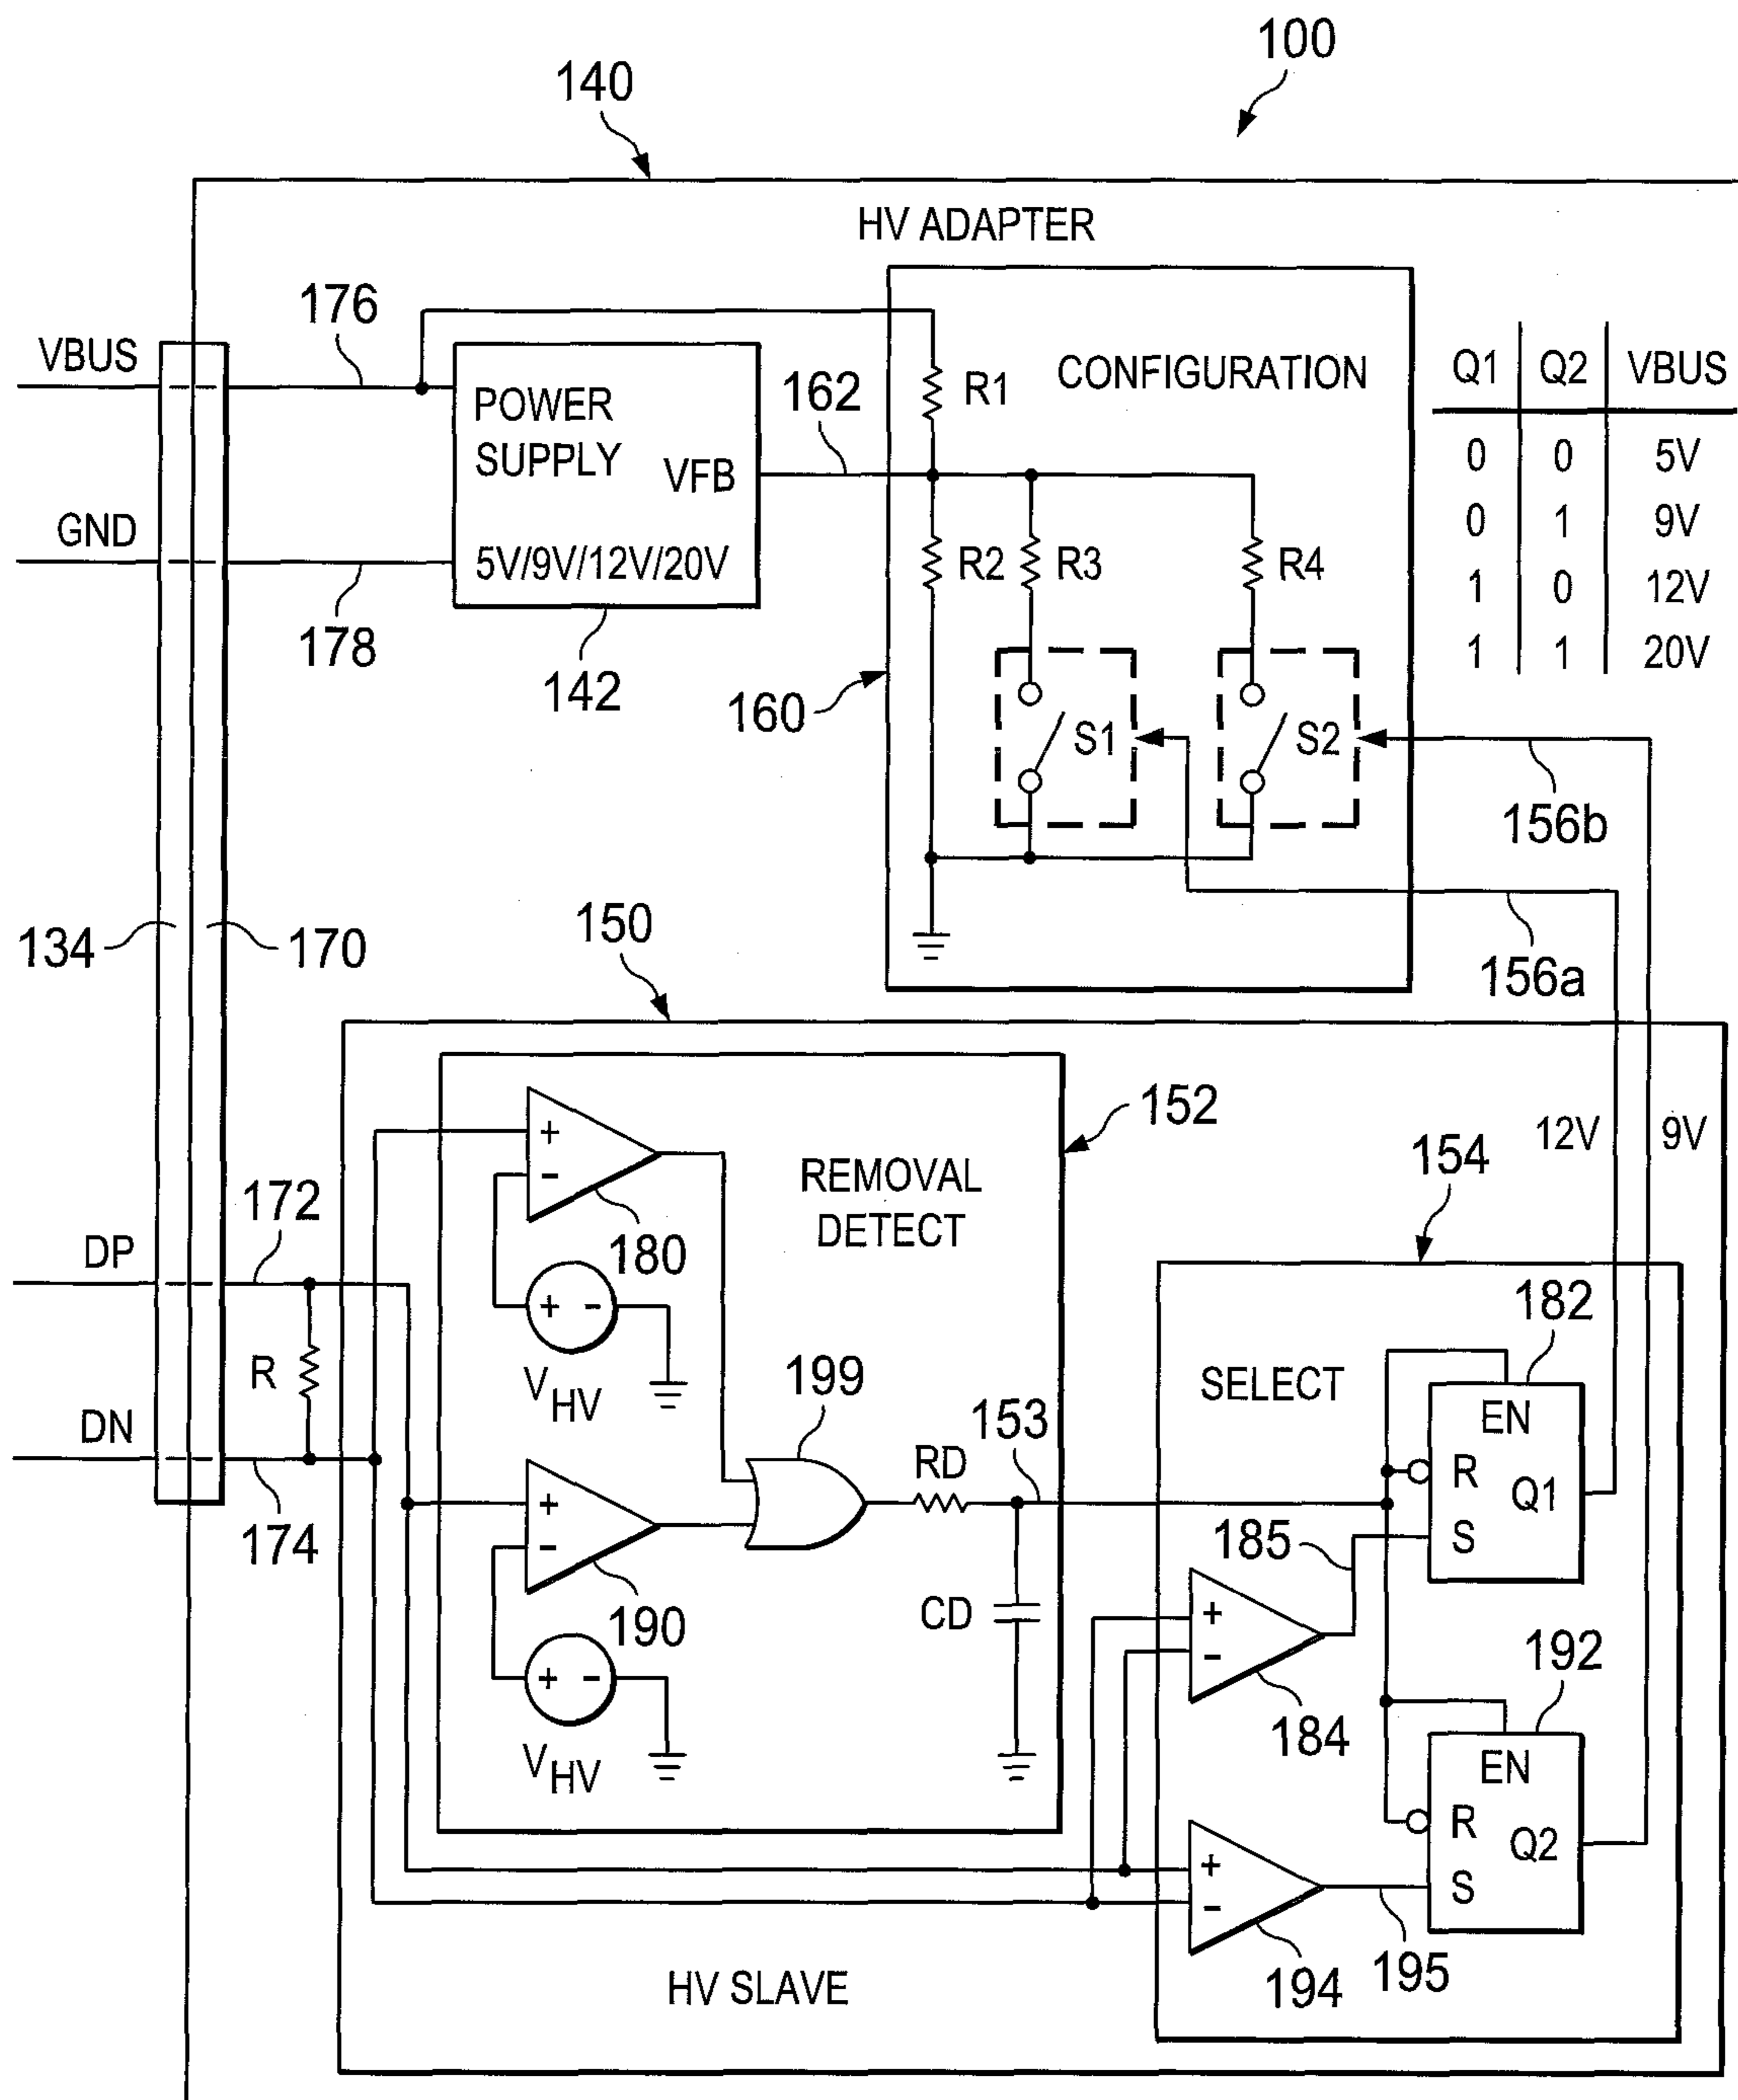 100
140
HV ADAPTER
176
VBUS
POWER
SUPPLY
VFB
162
R1
CONFIGURATION
Q1 Q2 VBUS
0 0 5V
0 1 9V
1 0 12V
1 1 20V
GND
5V/9V/12V/20V
178
142
R2
R3
R4
160
S1
S2
156b
156a
134
170
150
152
+
-
180
REMOVAL
DETECT
12V
9V
154
172
DP
+ -
VHV
R
DN
174
199
153
RD
+
-
190
CD
+ -
VHV
SELECT
182
EN
R
Q1
S
185
+
-
184
192
EN
R
Q2
S
+
-
194
195
HV SLAVE